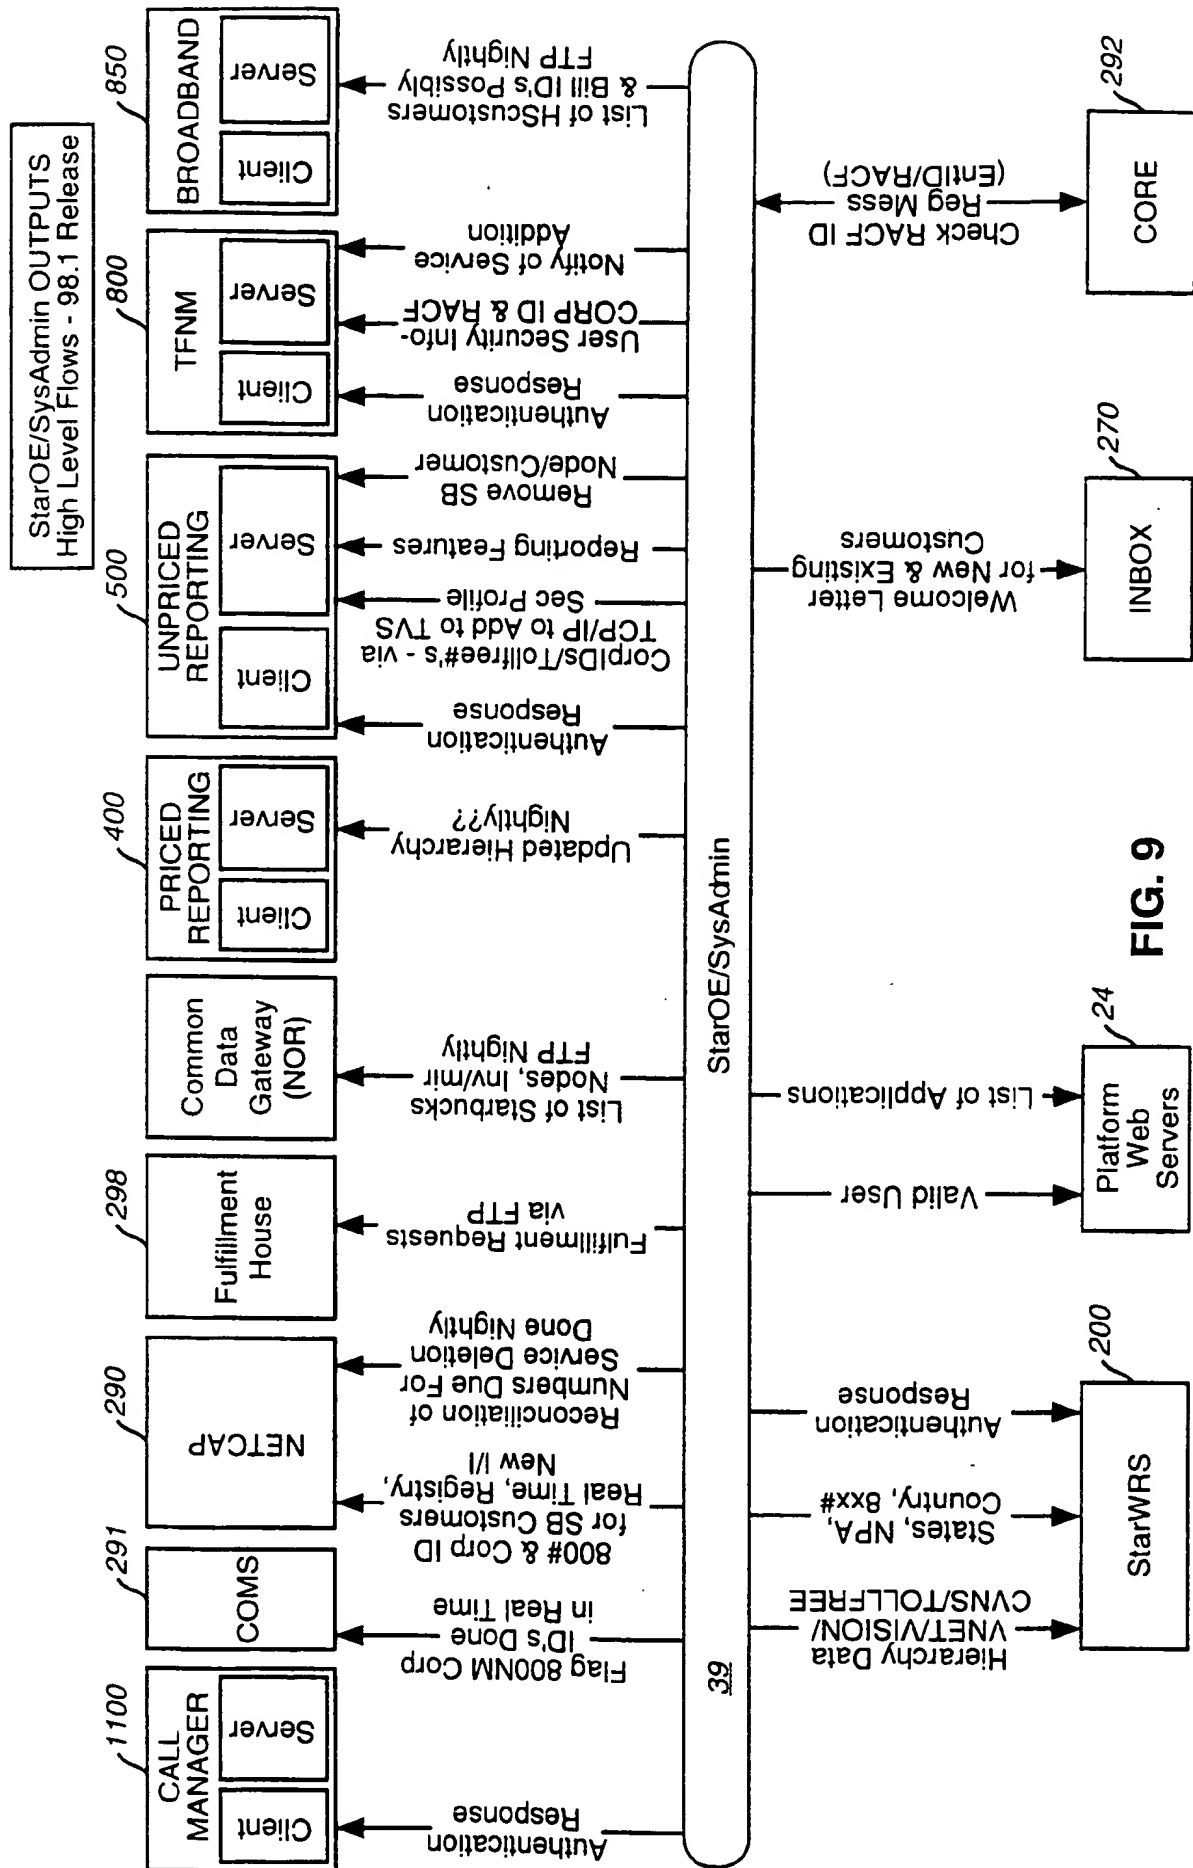 StarOE/SysAdmin OUTPUTS
High Level Flows - 98.1 Release
1100
CALL
MANAGER
Client
Server
291
COMS
290
NETCAP
298
Fulfillment
House
Common
Data
Gateway
(NOR)
400
PRICED
REPORTING
Client
Server
500
UNPRICED
REPORTING
Client
Server
800
TFNM
Client
Server
850
BROADBAND
Client
Server
Authentication
Response
Flag 800NM Corp
ID's Done
in Real Time
800# & Corp ID
for SB Customers
Real Time, Registry,
New I/I
Reconciliation of
Numbers Due For
Service Deletion
Done Nightly
Fulfillment Requests
via FTP
List of Starbucks
Nodes, Inv/mir
FTP Nightly
Updated Hierarchy
Nightly??
Authentication
Response
CorpIDs/Tollfree#'s - via
TCP/IP to Add to TVS
Sec Profile
Reporting Features
Remove SB
Node/Customer
Authentication
Response
User Security Info-
CORP ID & RACF
Notify of Service
Addition
List of HScustomers
& Bill ID's Possibly
FTP Nightly
39
StarOE/SysAdmin
Hierarchy Data
VNET/VISION/
CVNS/TOLLFREE
States, NPA,
Country, 8xx#
Authentication
Response
Valid User
List of Applications
Welcome Letter
for New & Existing
Customers
Check RACF ID
Reg Mess
(EntID/RACF)
200
StarWRS
24
Platform
Web
Servers
270
INBOX
292
CORE
FIG. 9